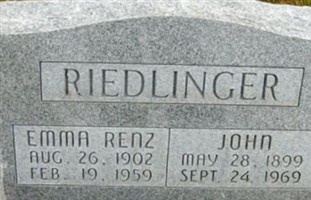 RIEDLINGER
EMMA RENZ
AUG. 26, 1902
FEB. 19, 1959
JOHN
MAY 28, 1899
SEPT. 24, 1969